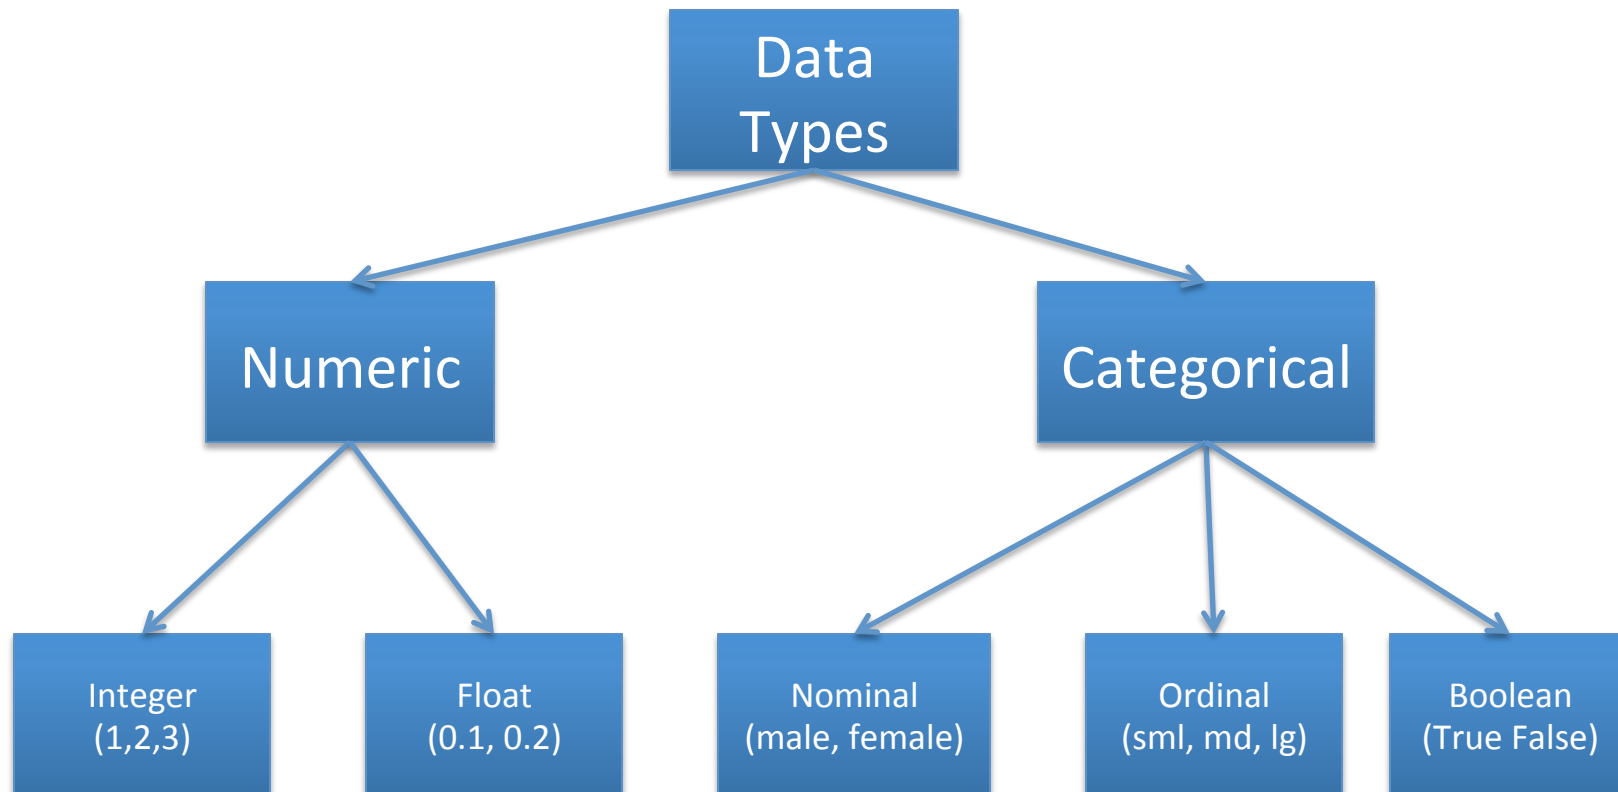 Data
Types
Numeric
Categorical
Integer
(1,2,3)
Float
(0.1, 0.2)
Nominal
(male, female)
Ordinal
(sml, md, lg)
Boolean
(True False)